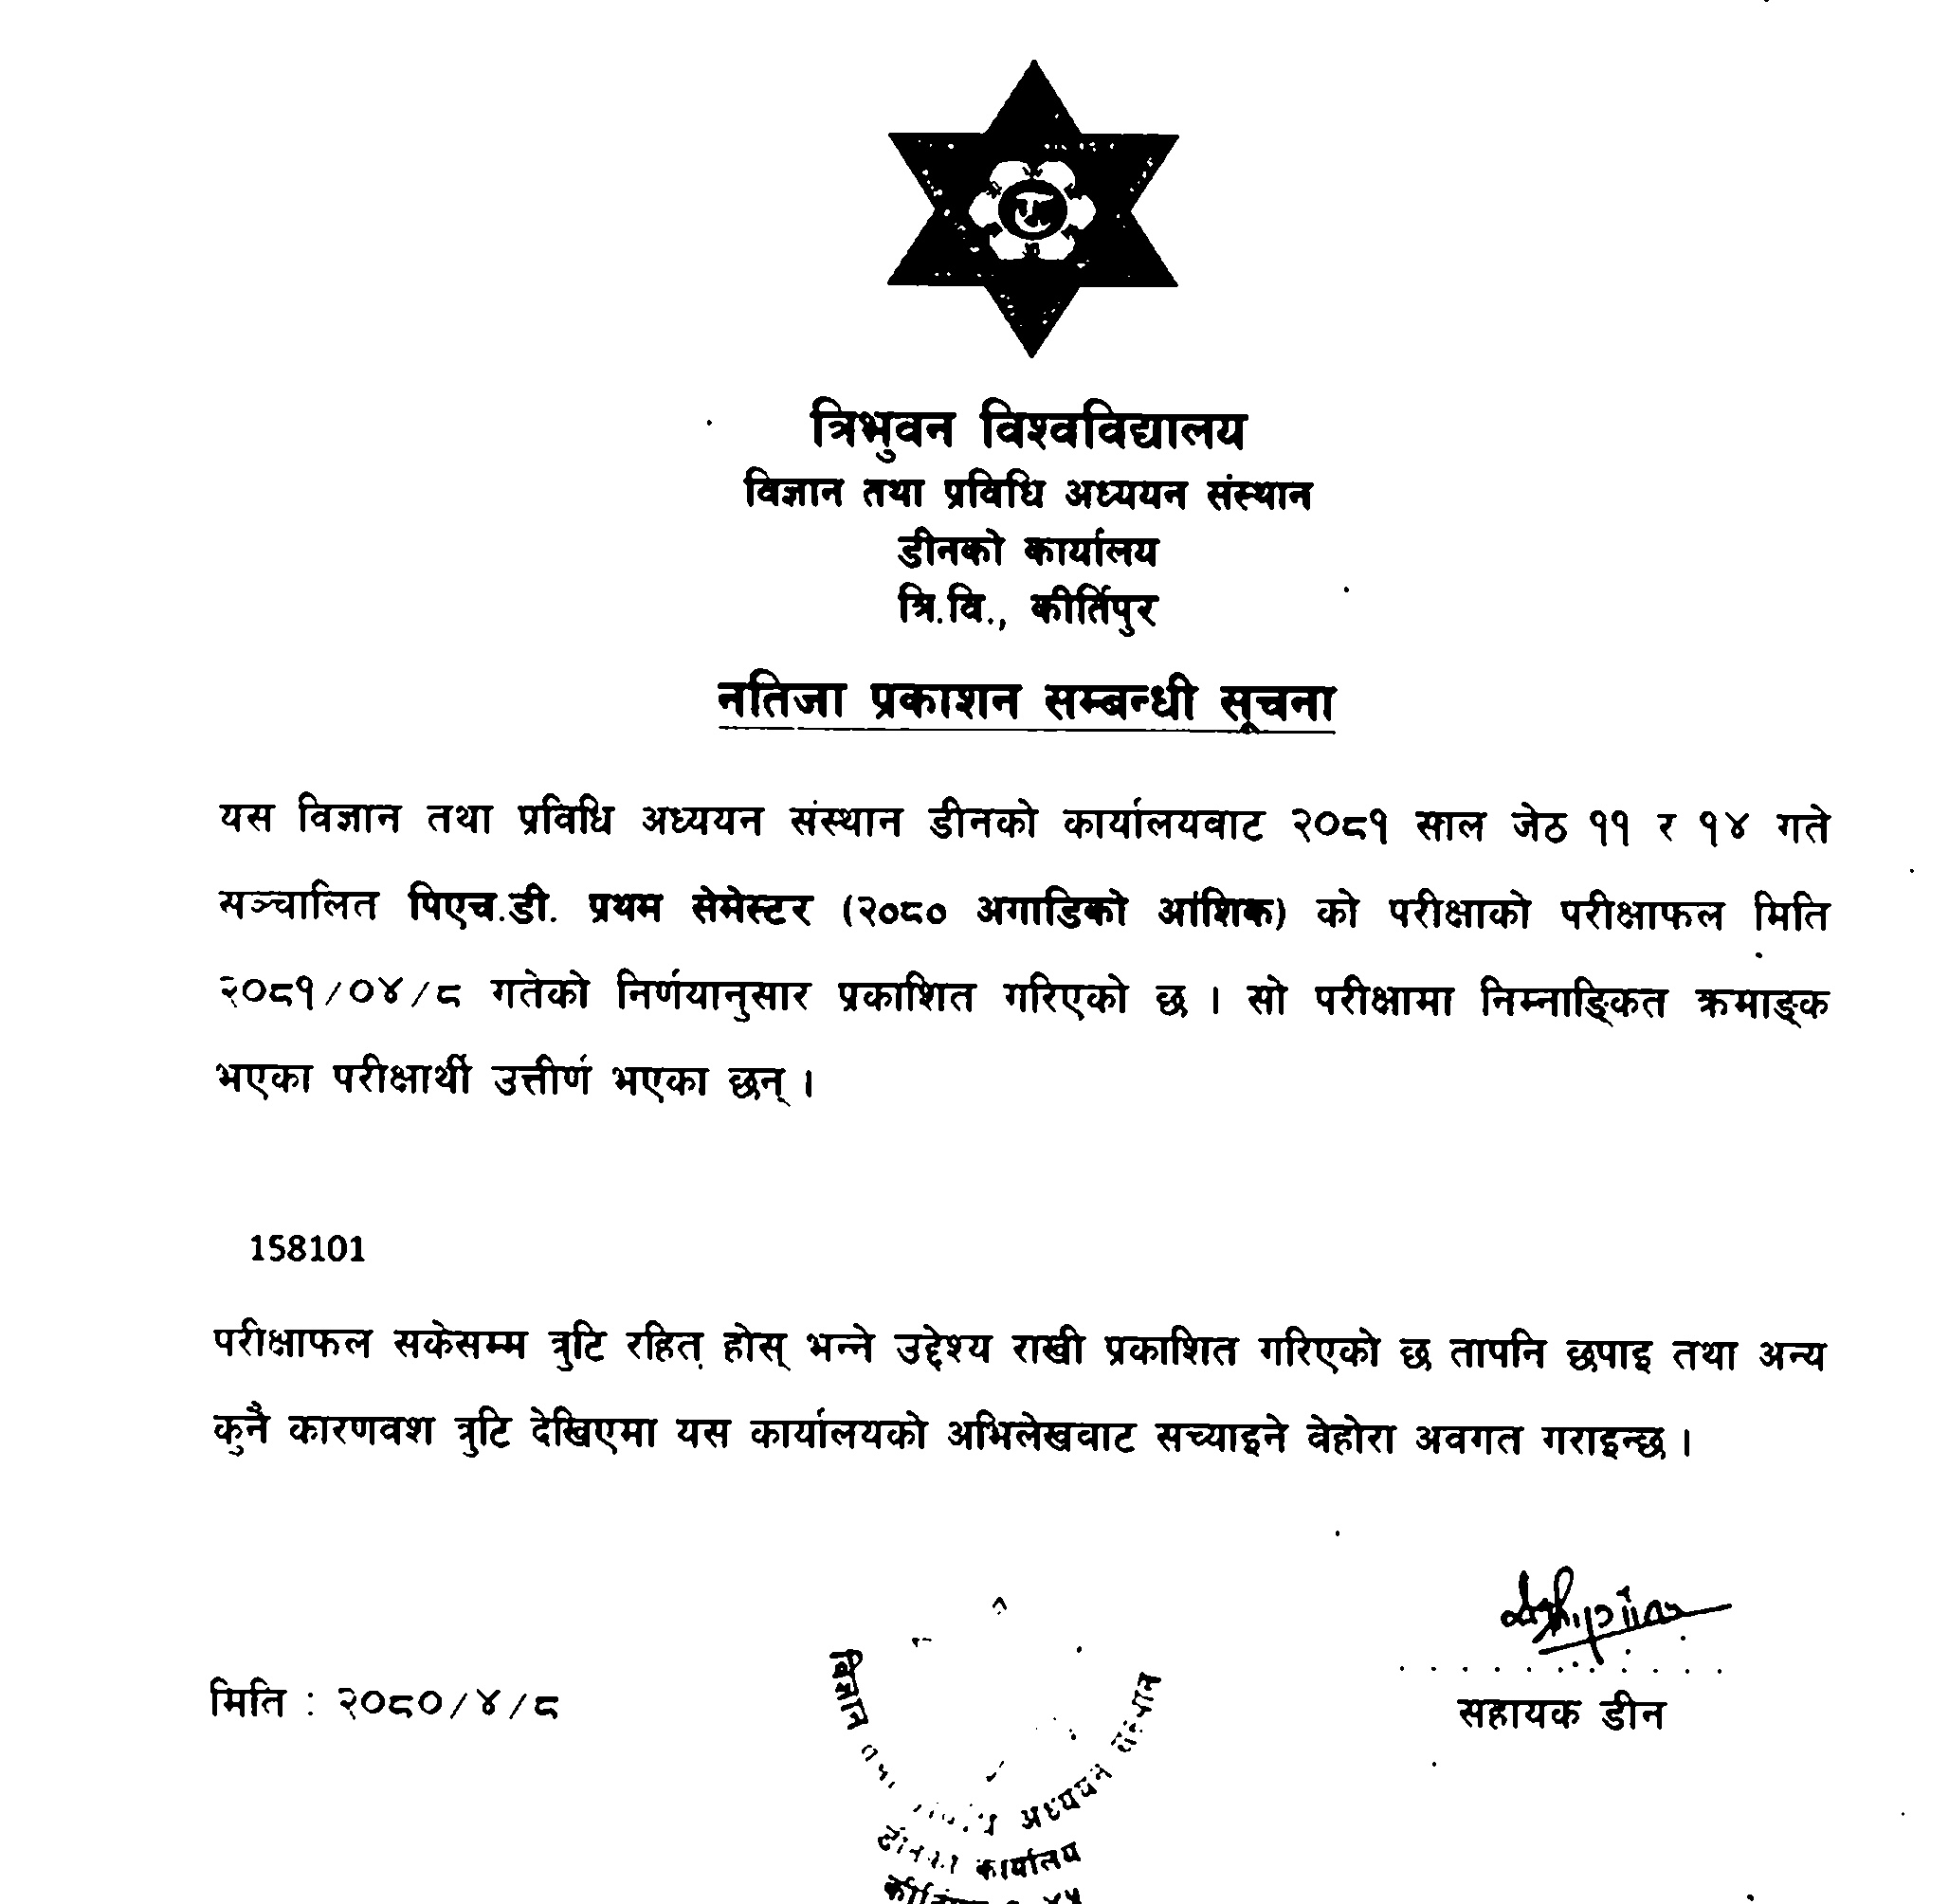 त्रिभुवन विश्वविद्यालय
विज्ञान तथा प्रविधि अध्ययन संस्थान
डीनको कार्यालय
त्रि.वि., कीर्तिपुर
नतिजा प्रकाशन सम्बन्धी सूचना
यस विज्ञान तथा प्रविधि अध्ययन संस्थान डीनको कार्यालयवाट २०८१ साल जेठ ११ र १४ गते
सञ्चालित पिएच.डी. प्रथम सेमेस्टर (२०८० अगाडिको आंशिक) को परीक्षाको परीक्षाफल मिति
२०८१/०४/८ गतेको निर्णयानुसार प्रकाशित गरिएको छ । सो परीक्षामा निम्नाङ्कित क्रमाङ्क
भएका परीक्षार्थी उत्तीर्ण भएका छन् ।
158101
परीक्षाफल सकेसम्म त्रुटि रहित होस् भन्ने उद्देश्य राखी प्रकाशित गरिएको छ तापनि छपाइ तथा अन्य
कुनै कारणवश त्रुटि देखिएमा यस कार्यालयको अभिलेखवाट सच्याइने वेहोरा अवगत गराइन्छ ।
मिति : २०८०/४/८
सहायक डीन
विज्ञान अध्ययन संस्थान
कार्यालय